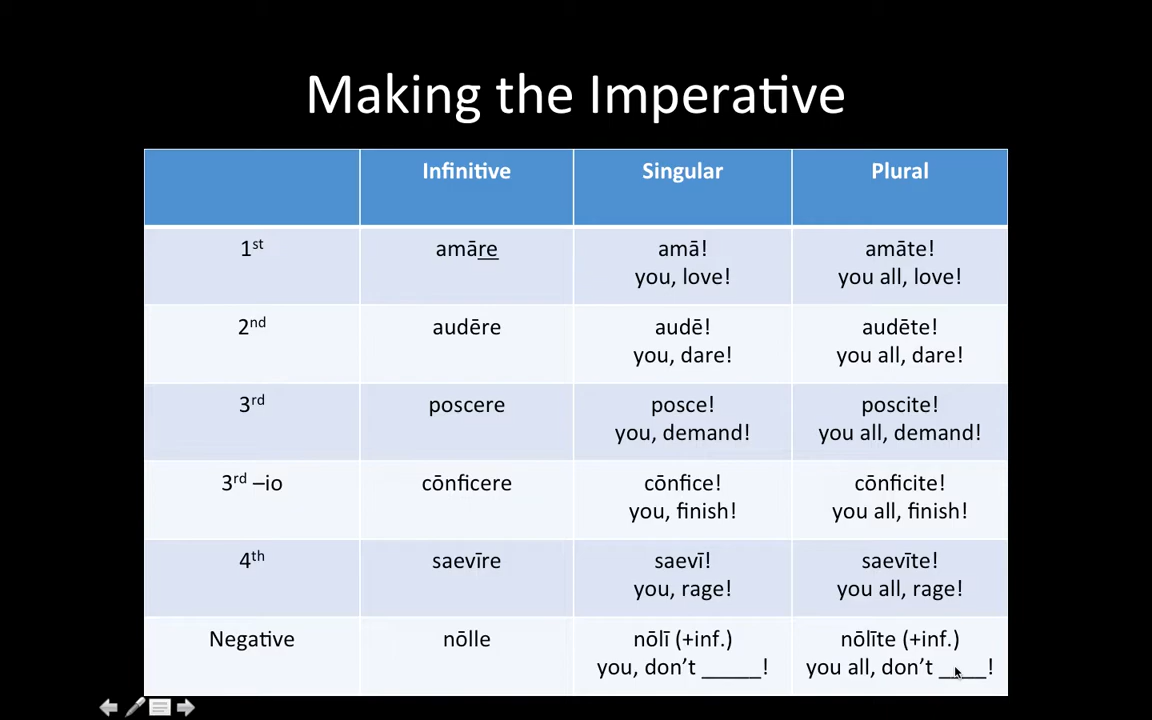 Making the Imperative
Infinitive Singular Plural
1st amāre amā! amāte!
you, love! you all, love!
2nd audēre audē! audēte!
you, dare! you all, dare!
3rd poscere posce! poscite!
you, demand! you all, demand!
3rd –io cōnficere cōnfice! cōnficite!
you, finish! you all, finish!
4th saevīre saevī! saevīte!
you, rage! you all, rage!
Negative nōlle nōlī (+inf.) nōlīte (+inf.)
you, don’t _____! you all, don’t ____!